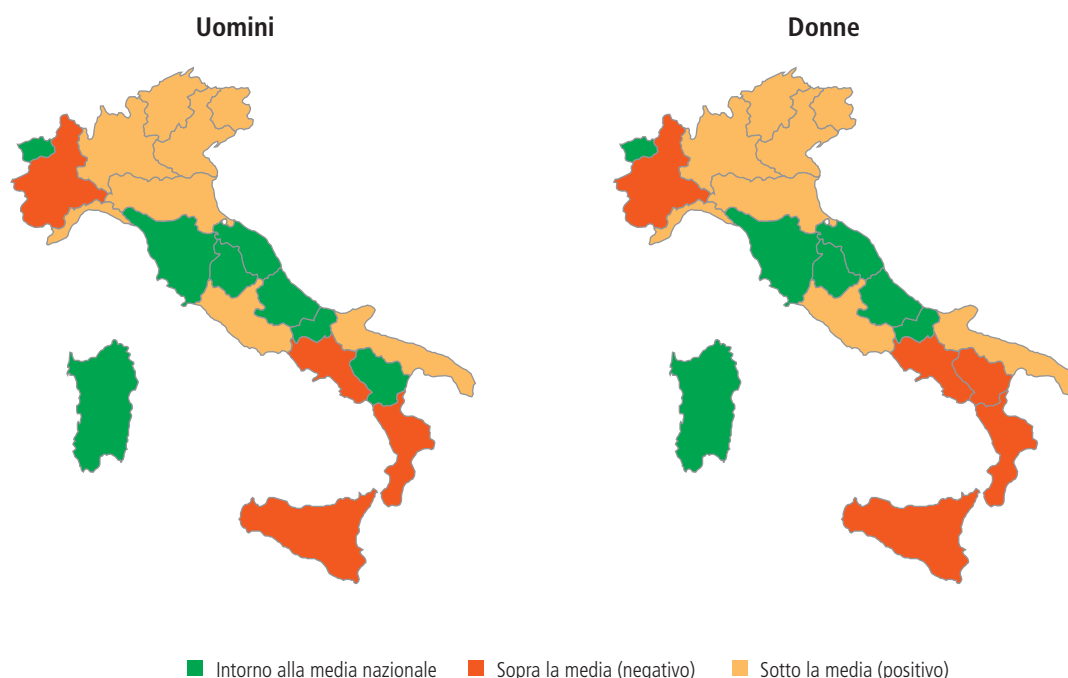 Uomini
Donne
Intorno alla media nazionale
Sopra la media (negativo)
Sotto la media (positivo)